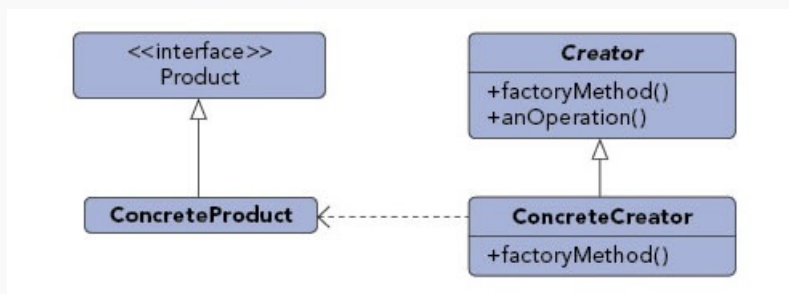 <<interface>>
Product
Creator
+factoryMethod()
+anOperation()
ConcreteProduct
ConcreteCreator
+factoryMethod()